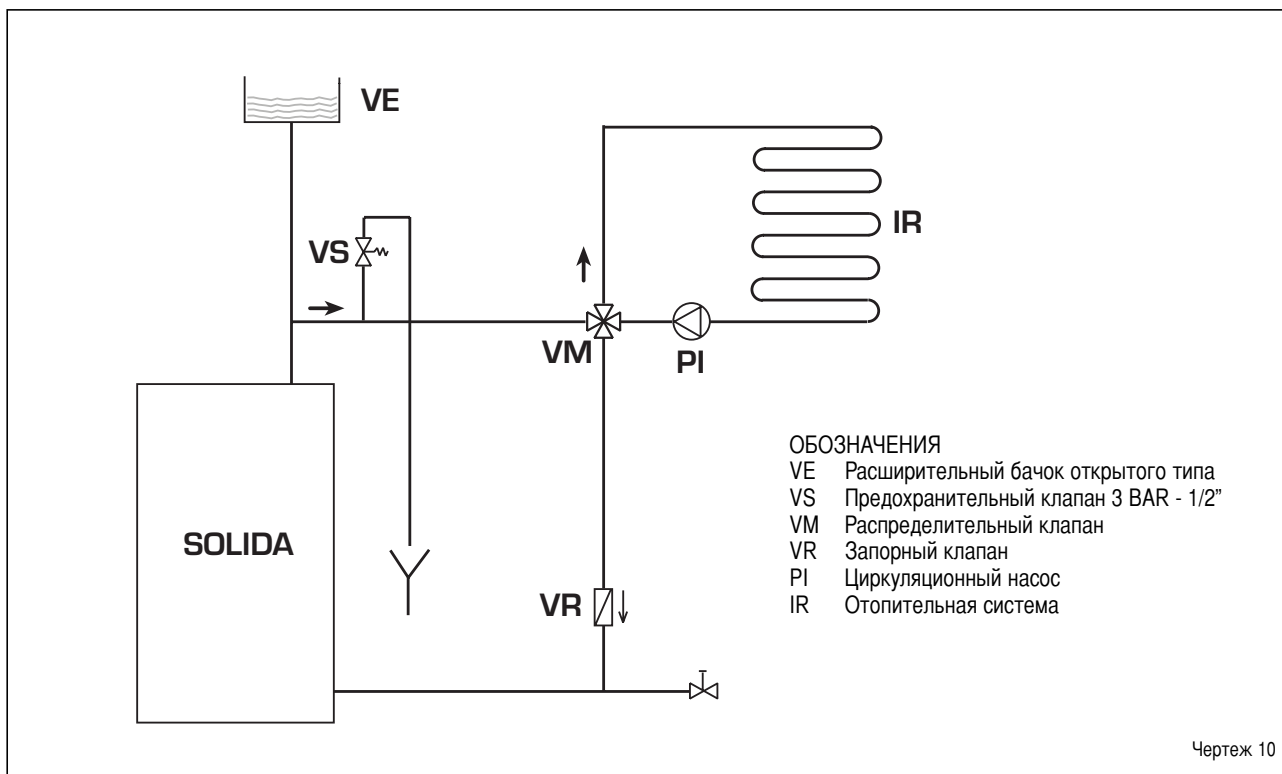 VE
VS
IR
VM
PI
SOLIDA
VR
ОБОЗНАЧЕНИЯ
VE Расширительный бачок открытого типа
VS Предохранительный клапан 3 BAR - 1/2”
VM Распределительный клапан
VR Запорный клапан
PI Циркуляционный насос
IR Отопительная система
Чертеж 10